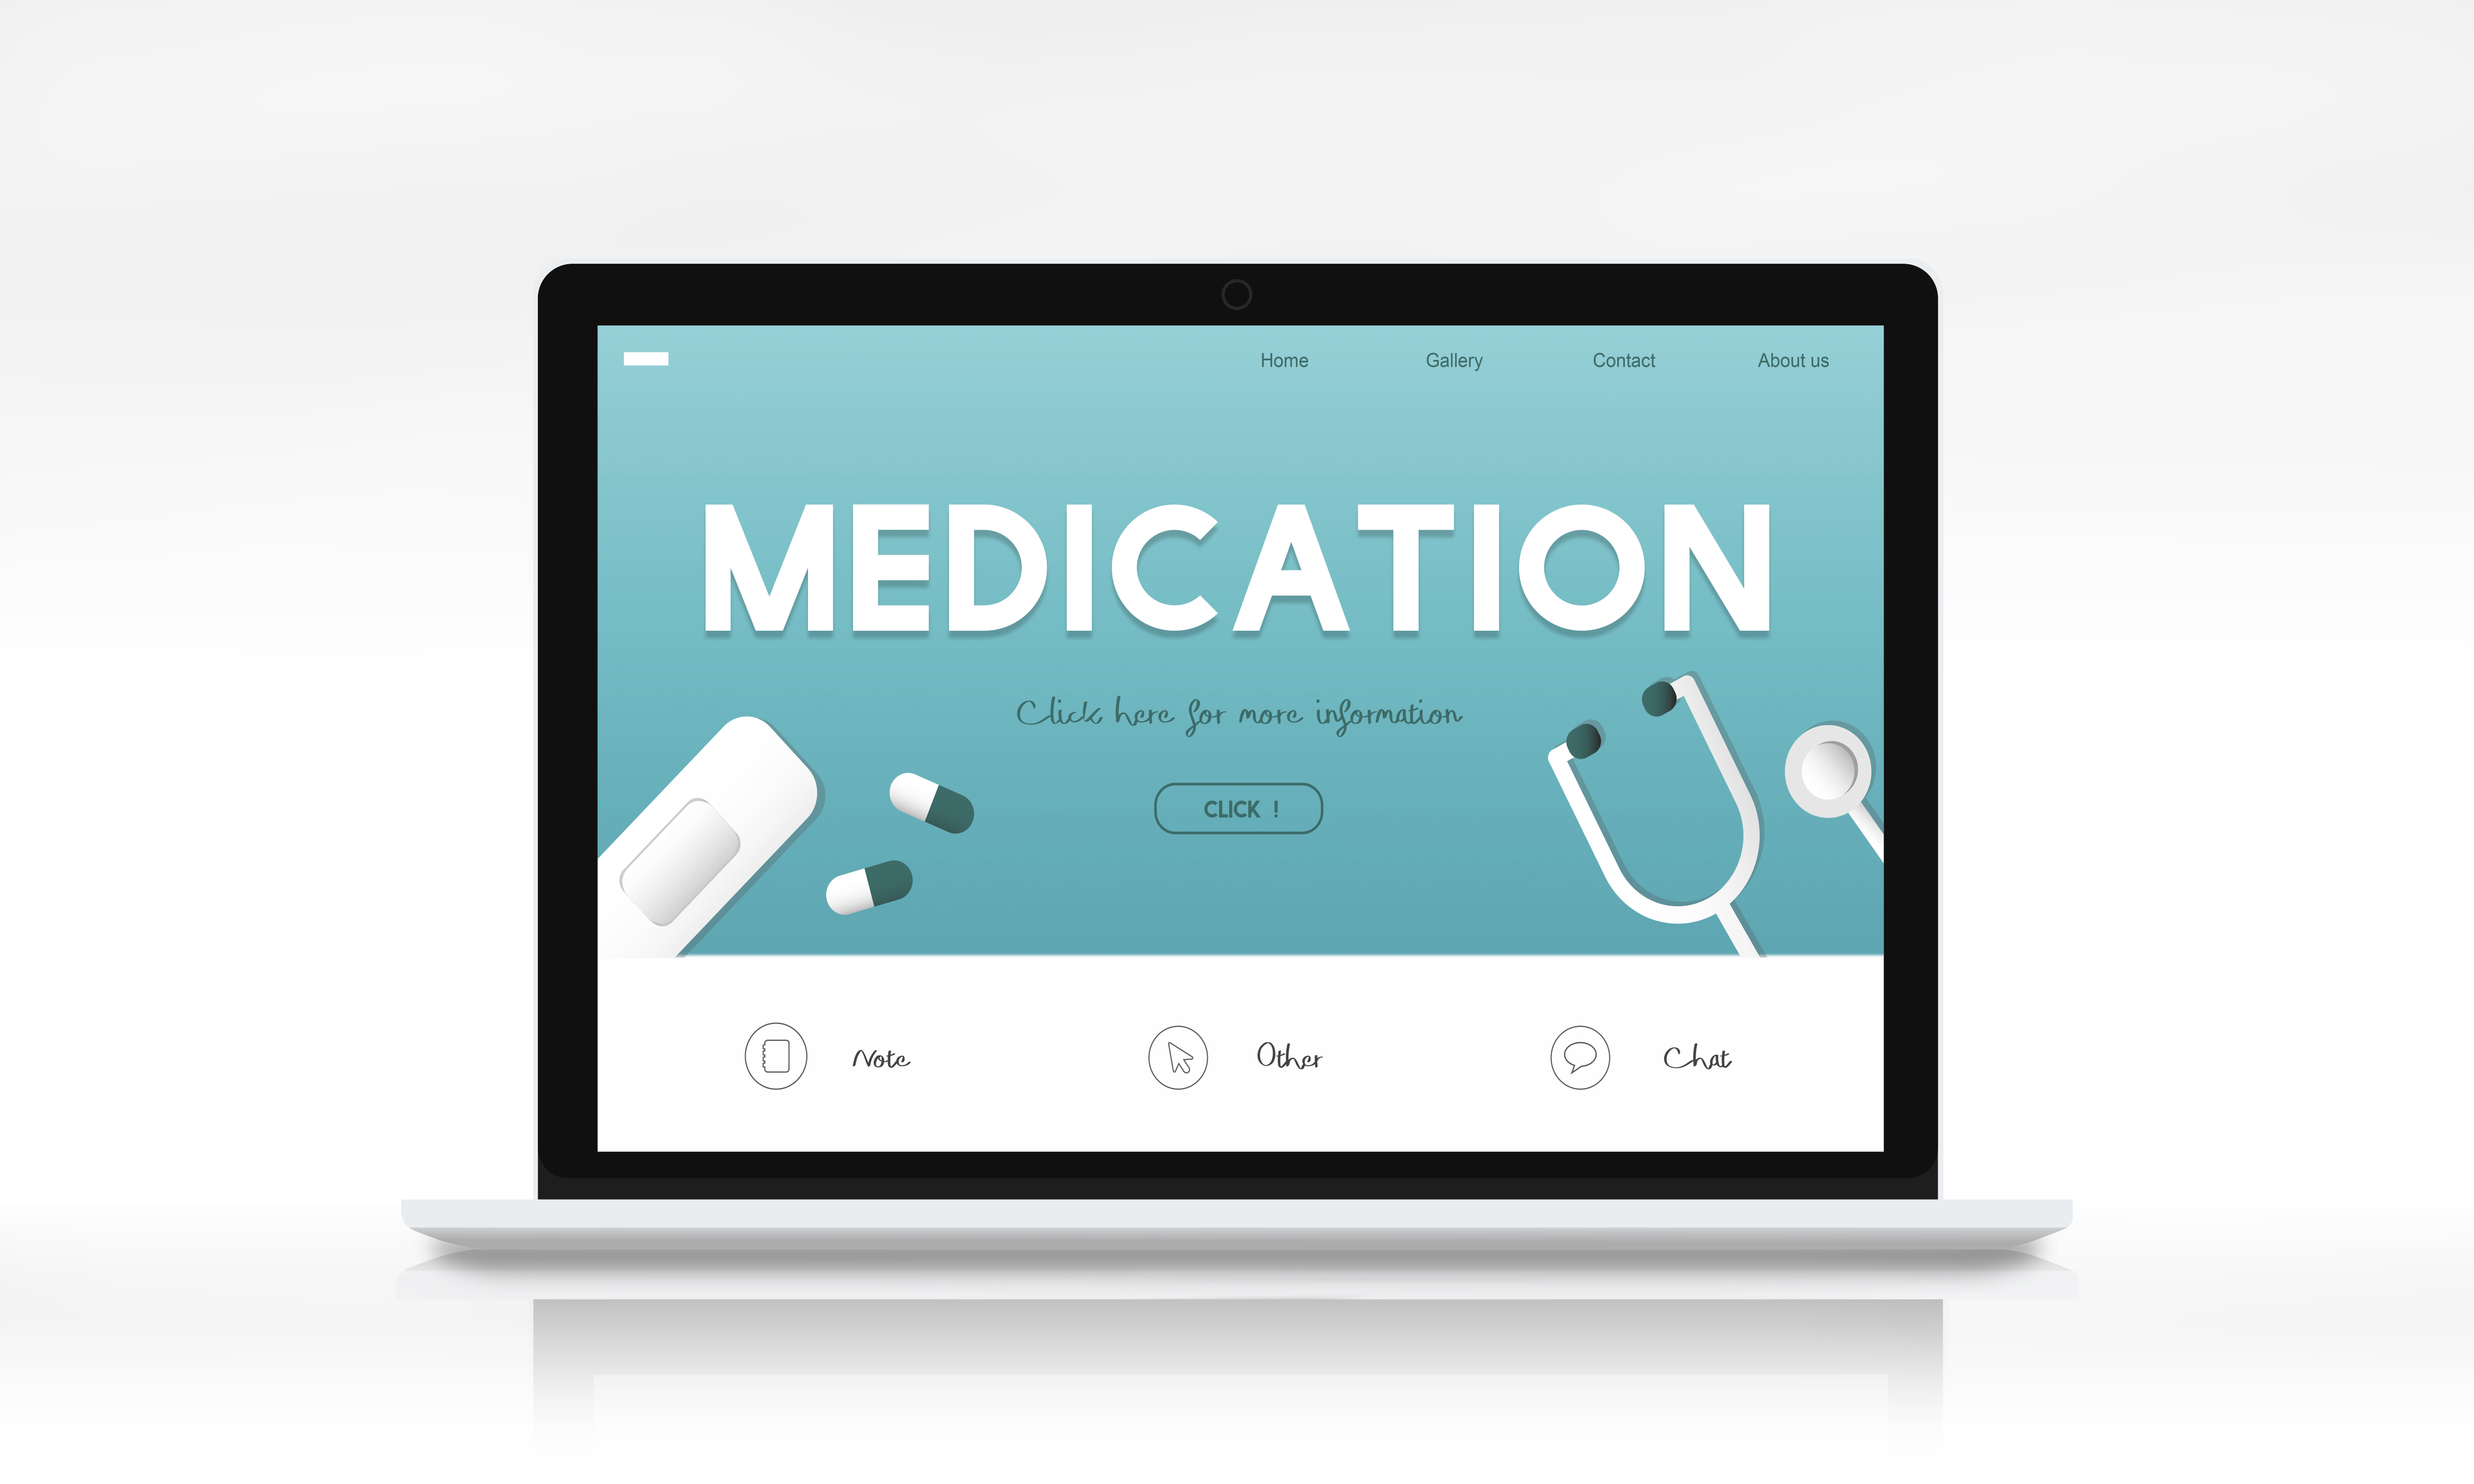 Home Gallery Contact About us
MEDICATION
Click here for more information
CLICK !
Note Other Chat